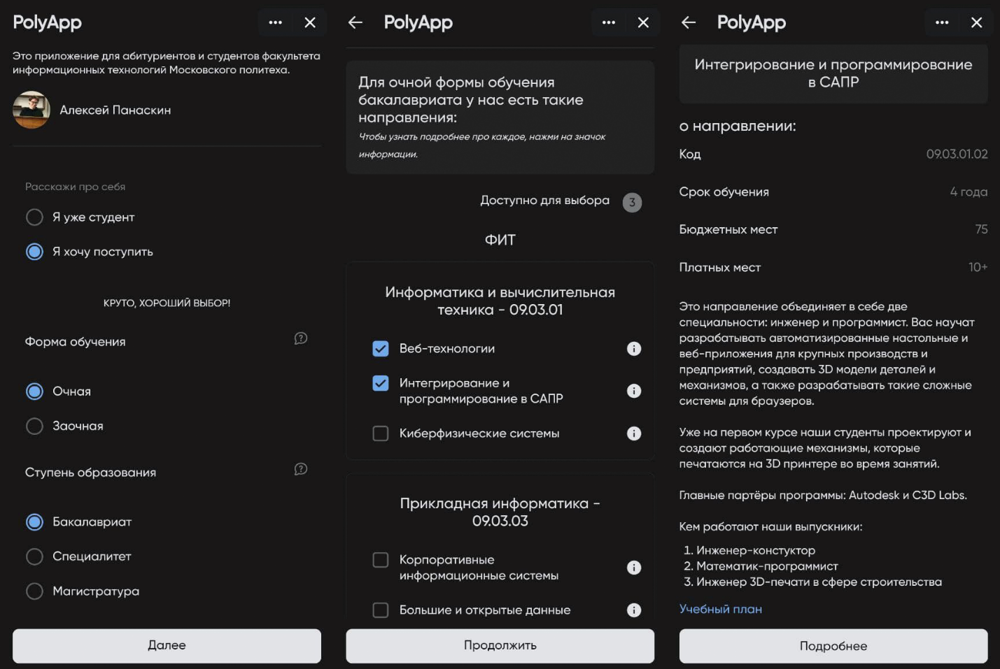 PolyApp
Это приложение для абитуриентов и студентов факультета
информационных технологий Московского политеха.
Алексей Панаскин
Расскажи про себя
Я уже студент
Я хочу поступить
КРУТО, ХОРОШИЙ ВЫБОР!
Форма обучения
?
Очная
Заочная
Ступень образования
?
Бакалавриат
Специалитет
Магистратура
Далее
PolyApp
Для очной формы обучения
бакалавриата у нас есть такие
направления:
Чтобы узнать подробнее про каждое, нажми на значок
информации.
Доступно для выбора 3
ФИТ
Информатика и вычислительная
техника - 09.03.01
Веб-технологии
Интегрирование и
программирование в САПР
Киберфизические системы
Прикладная информатика -
09.03.03
Корпоративные
информационные системы
Большие и открытые данные
Продолжить
PolyApp
Интегрирование и программирование
в САПР
о направлении:
Код 09.03.01.02
Срок обучения 4 года
Бюджетных мест 75
Платных мест 10+
Это направление объединяет в себе две
специальности: инженер и программист. Вас научат
разрабатывать автоматизированные настольные и
веб-приложения для крупных производств и
предприятий, создавать 3D модели деталей и
механизмов, а также разрабатывать такие сложные
системы для браузеров.
Уже на первом курсе наши студенты проектируют и
создают работающие механизмы, которые
печатаются на 3D принтере во время занятий.
Главные партёры программы: Autodesk и C3D Labs.
Кем работают наши выпускники:
1. Инженер-констуктор
2. Математик-программист
3. Инженер 3D-печати в сфере строительства
Учебный план
Подробнее